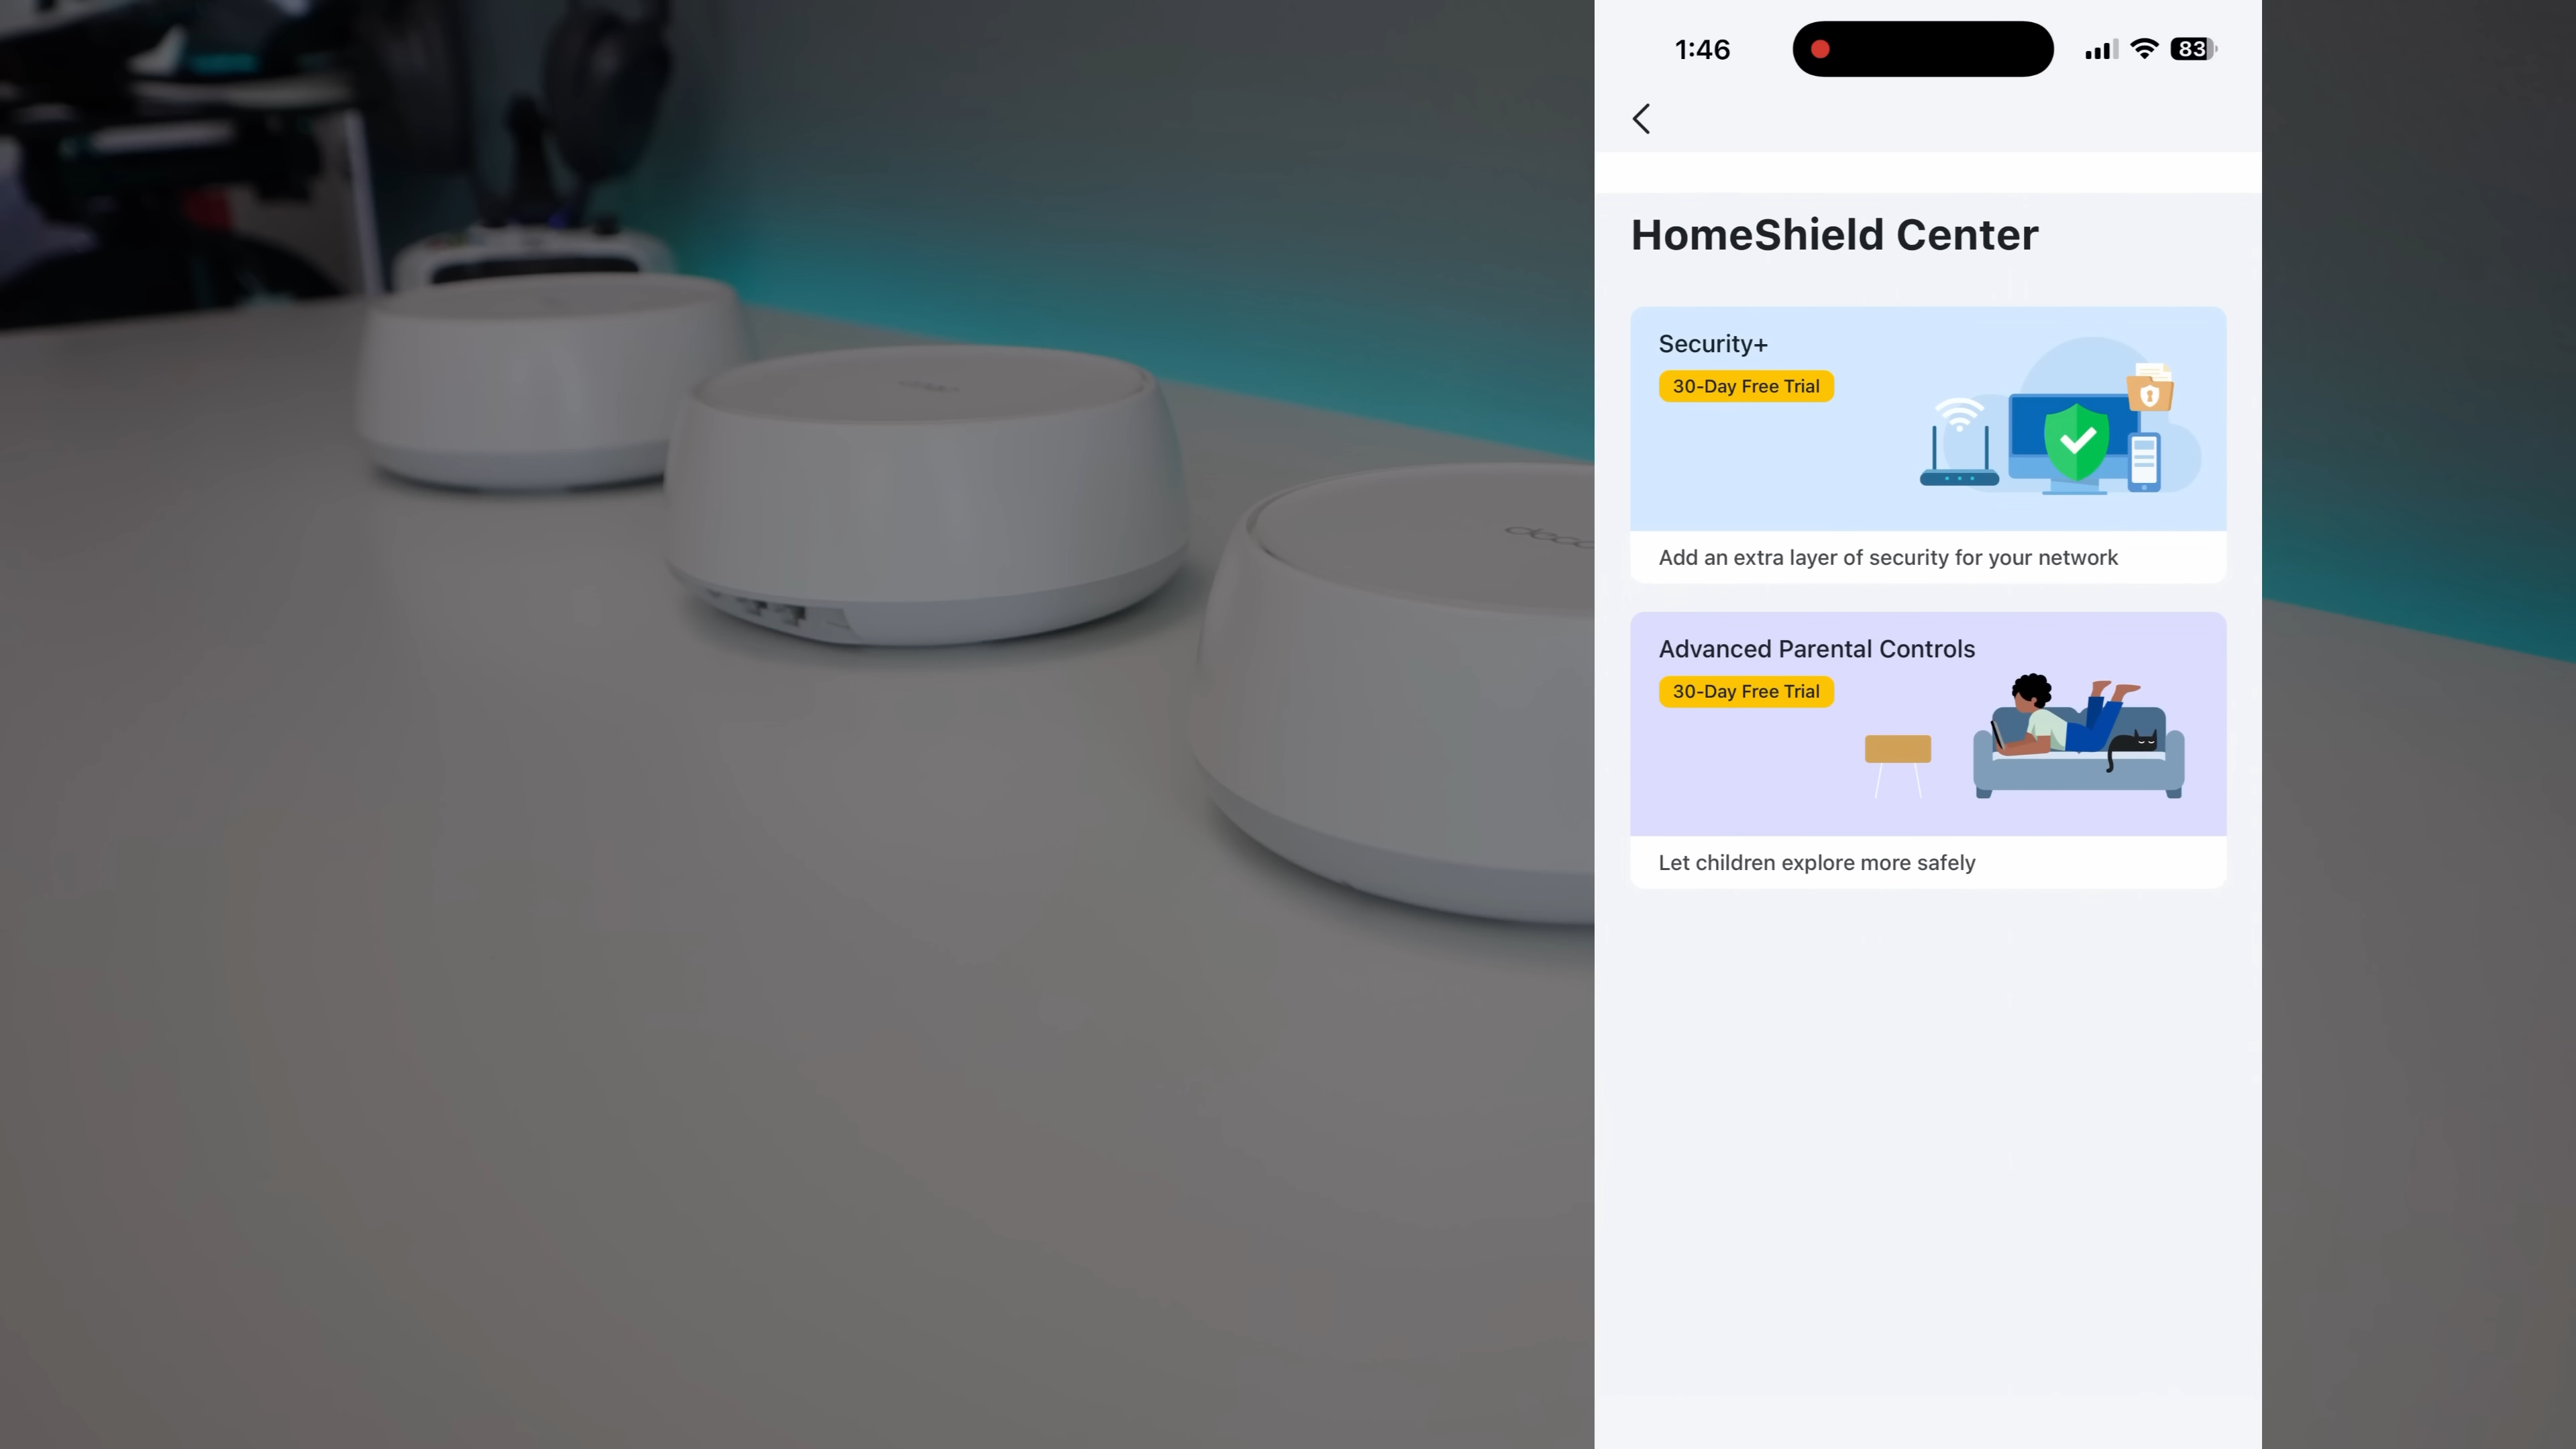 1:46
83
HomeShield Center
Security+
30-Day Free Trial
Add an extra layer of security for your network
Advanced Parental Controls
30-Day Free Trial
Let children explore more safely